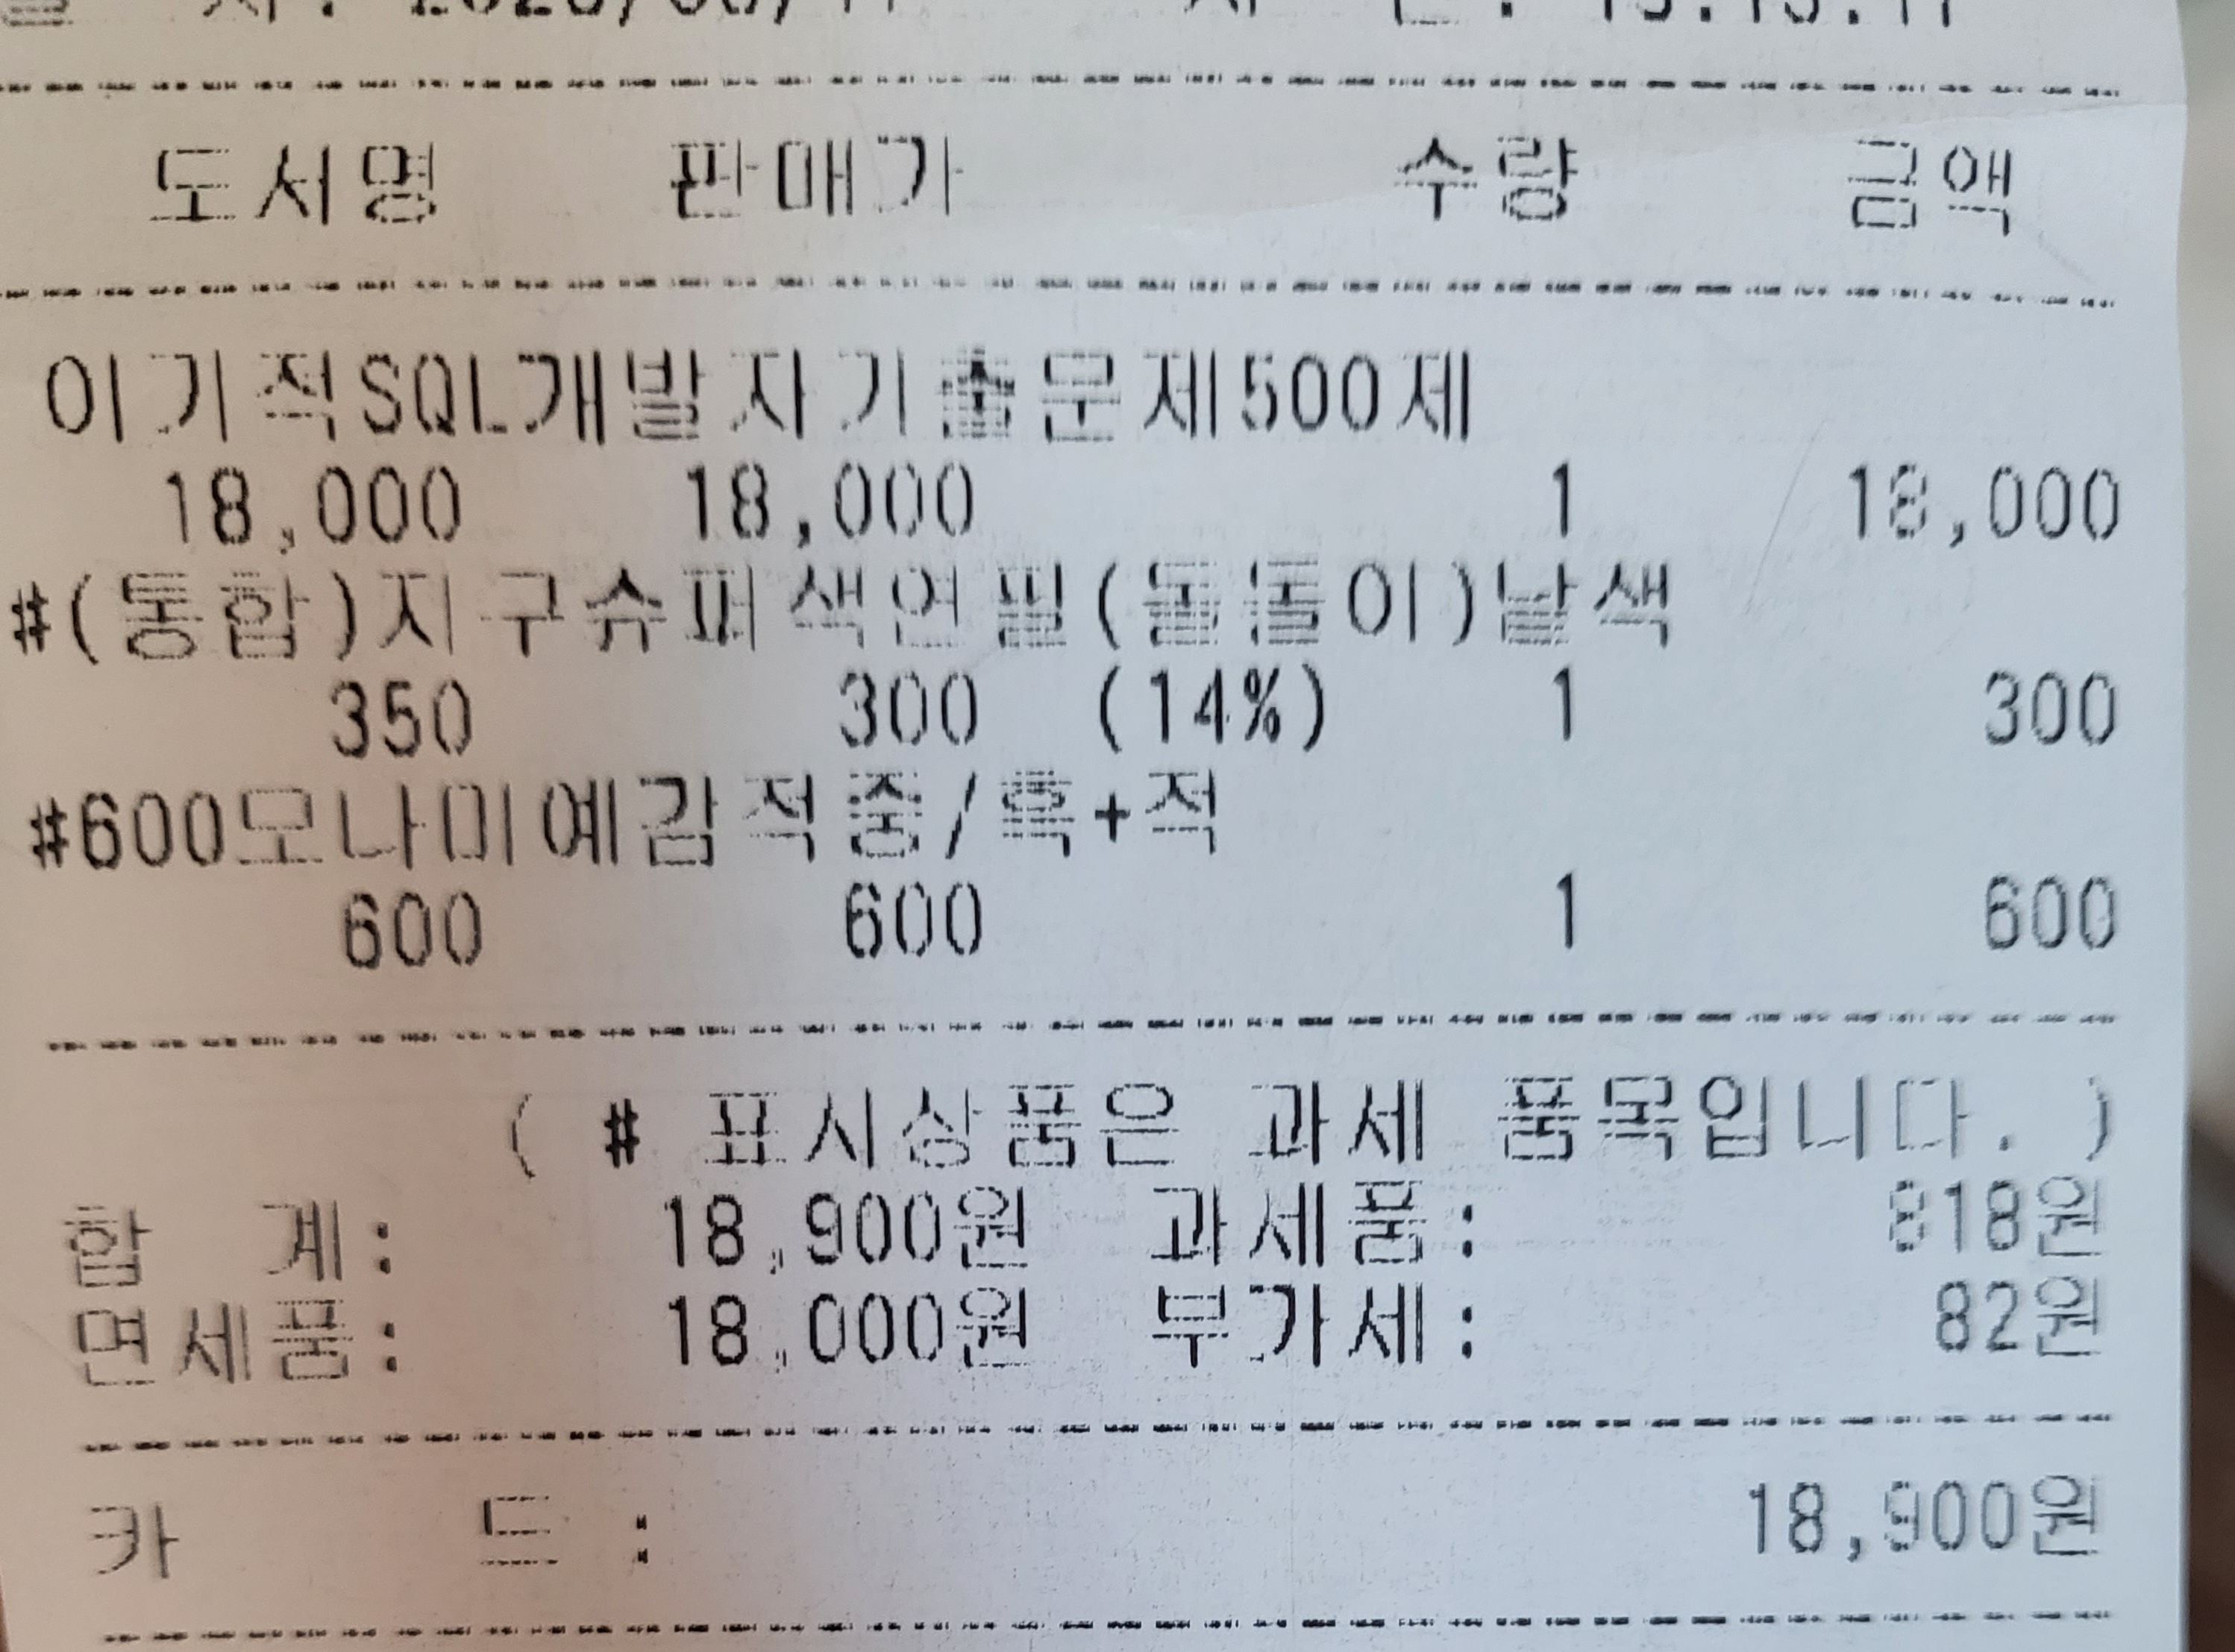 도서명 판매가 수량 금액
이기적SQL개발자기출문제500제
18,000 18,000 1 18,000
#(통합)지구슈퍼색연필(돌돌이)낱색
350 300 (14%) 1 300
#600모나미예감적중/흑+적
600 600 1 600
( # 표시상품은 과세 품목입니다. )
합 계: 18,900원 과세품: 818원
면세품: 18,000원 부가세: 82원
카 드 : 18,900원